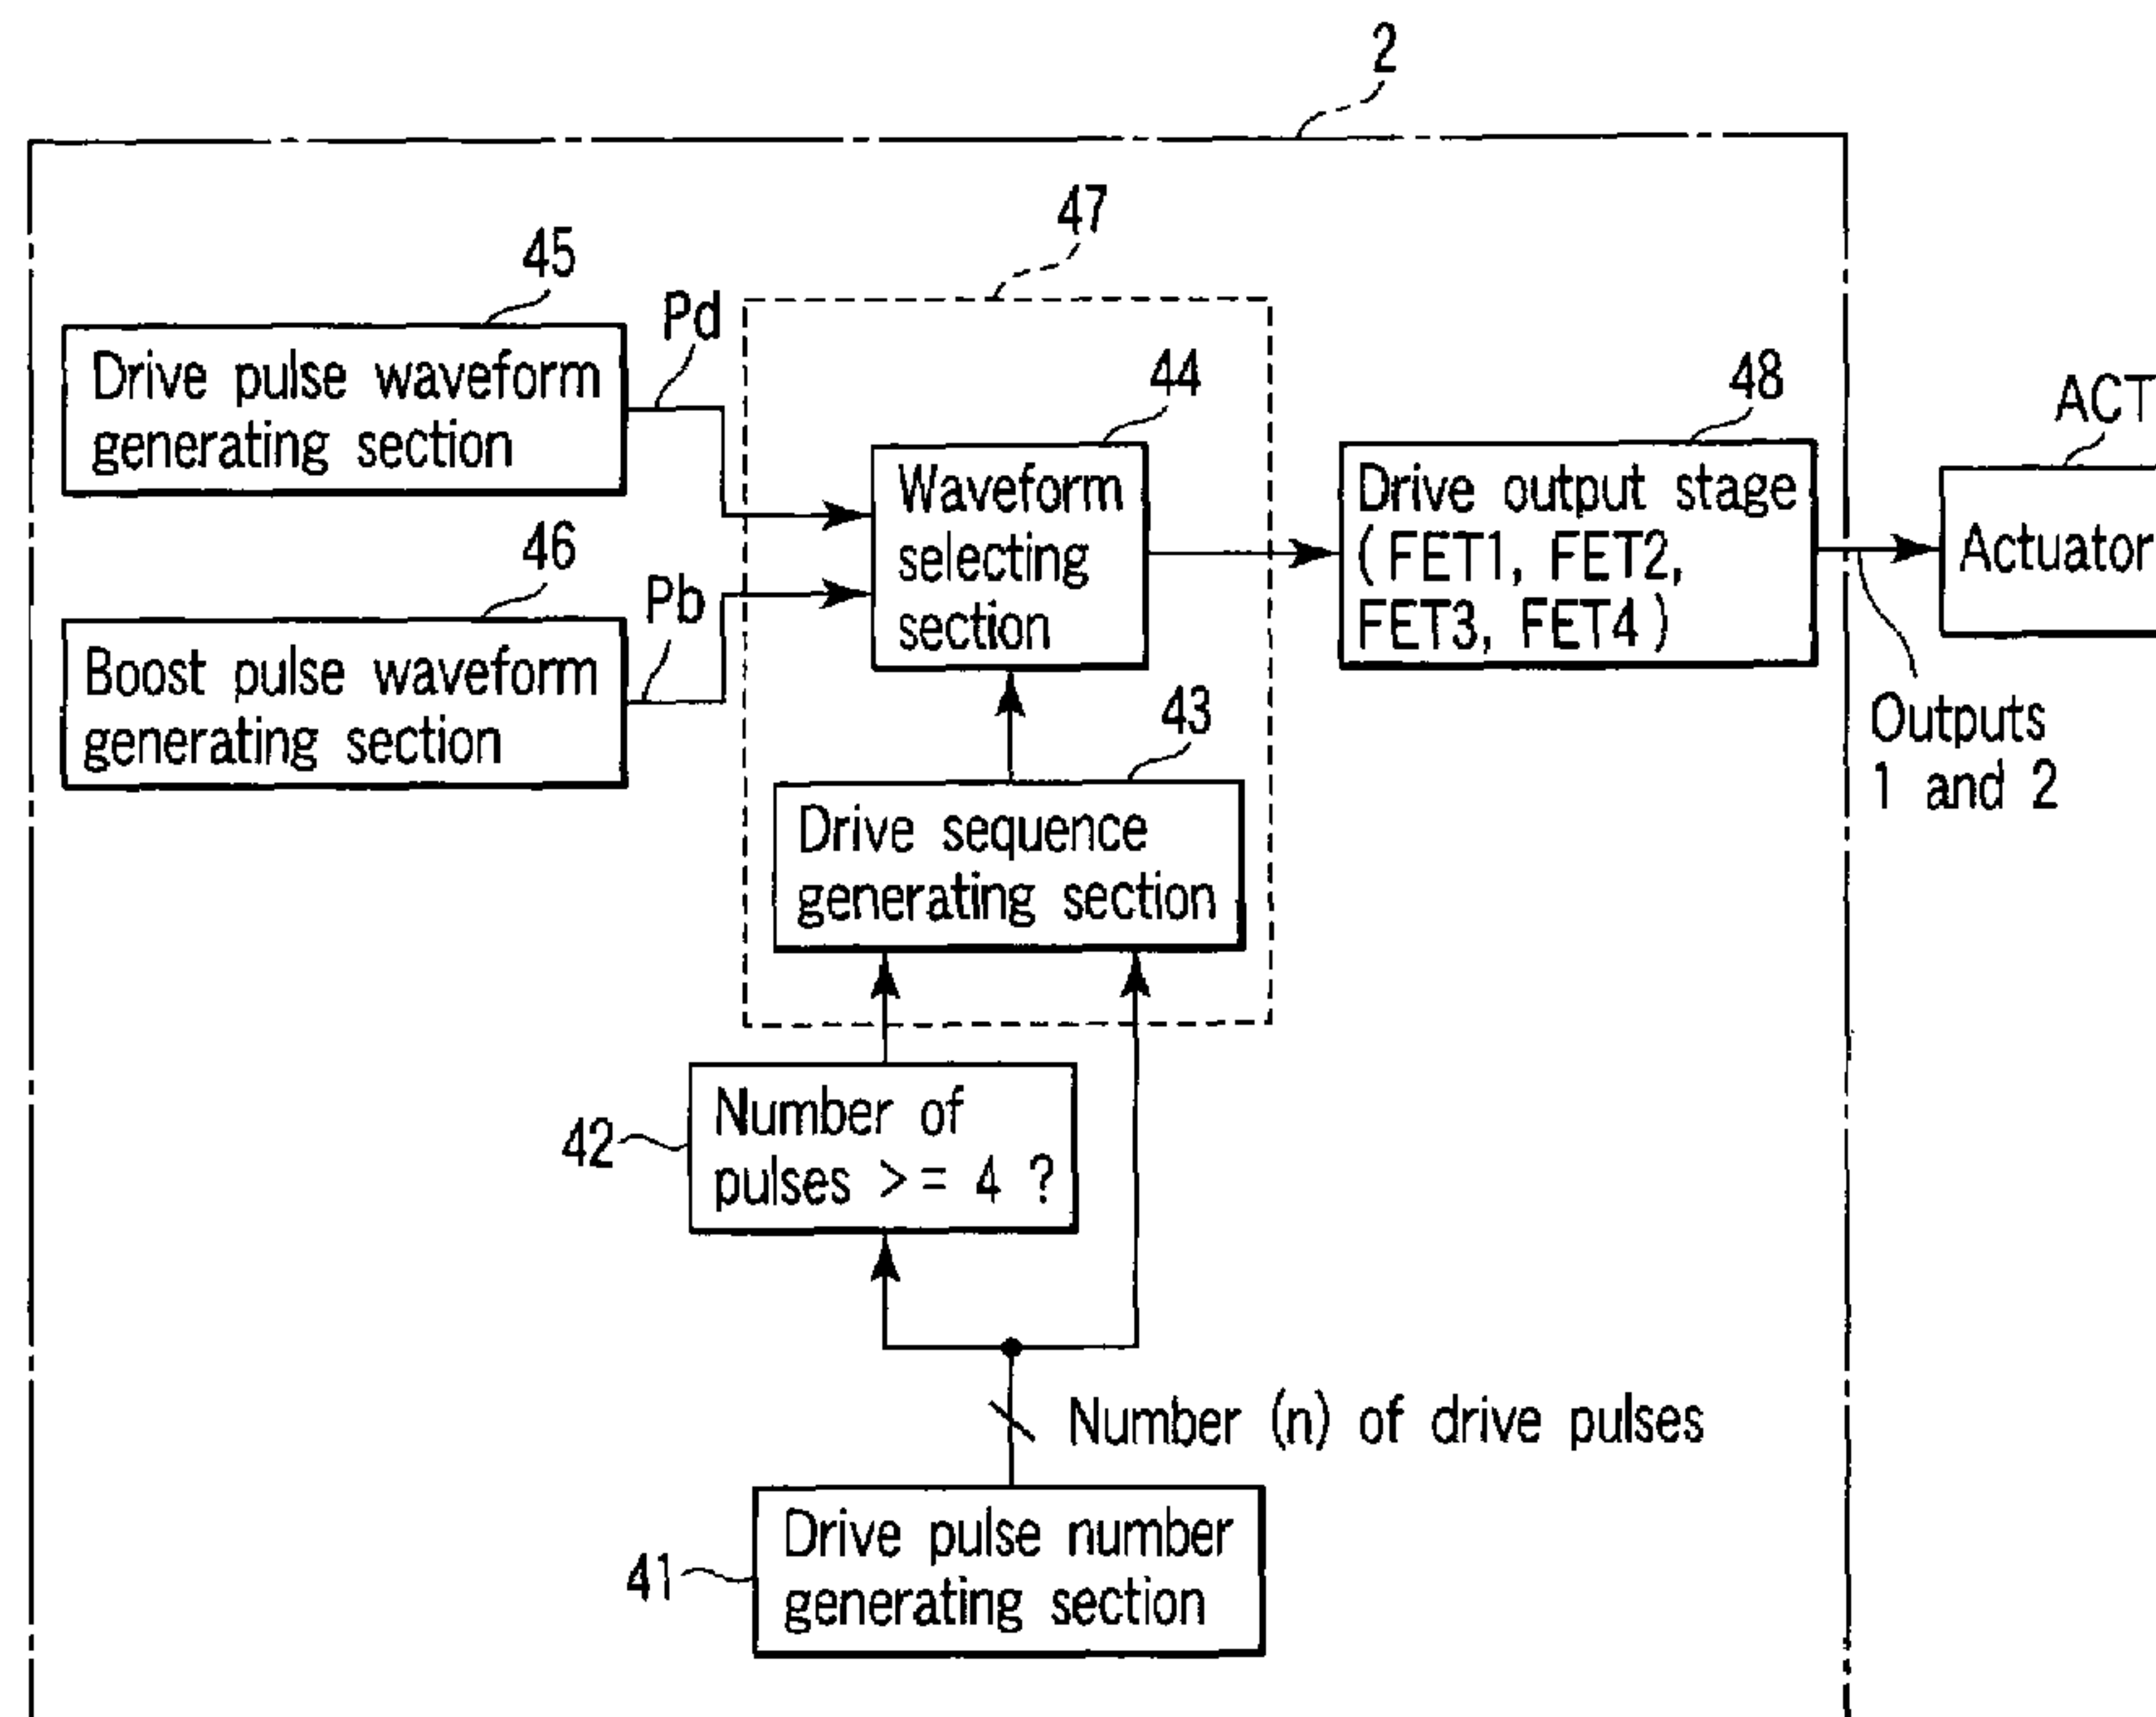 2
47
45
Pd
44
48
ACT
Drive pulse waveform
generating section
Waveform
selecting
section
Drive output stage
(FET1, FET2,
FET3, FET4)
Actuator
46
Pb
Boost pulse waveform
generating section
43
Outputs
1 and 2
Drive sequence
generating section
42
Number of
pulses >= 4 ?
Number (n) of drive pulses
41
Drive pulse number
generating section